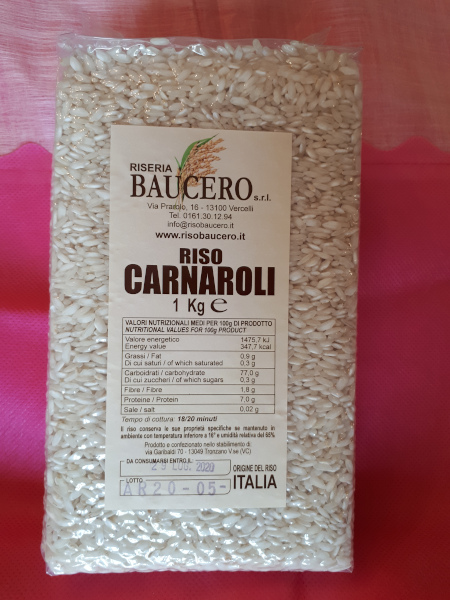 RISERIA
BAUCERO s.r.l.
Via Prarolo, 16 - 13100 Vercelli
Tel. 0161.30.12.94
info@risobaucero.it
www.risobaucero.it
RISO
CARNAROLI
1 Kg ℮
VALORI NUTRIZIONALI MEDI PER 100g DI PRODOTTO
NUTRITIONAL VALUES FOR 100g PRODUCT
Valore energetico 1475,7 kJ
Energy value 347,7 kcal
Grassi / Fat 0,9 g
Di cui saturi / of which saturated 0,3 g
Carboidrati / carbohydrate 77,0 g
Di cui zuccheri / of which sugars 0,3 g
Fibre / Fibre 1,8 g
Proteine / Protein 7,0 g
Sale / salt 0,02 g
Tempo di cottura: 18/20 minuti
Il riso conserva le sue proprietà specifiche se mantenuto in
ambiente con temperatura inferiore a 16° e umidità relativa del 65%
Prodotto e confezionato nello stabilimento di
via Garibaldi 70 - 13049 Tronzano V.se (VC)
DA CONSUMARSI ENTRO IL: 29 LUG. 2020
ORIGINE DEL RISO
LOTTO AR20-05-
ITALIA